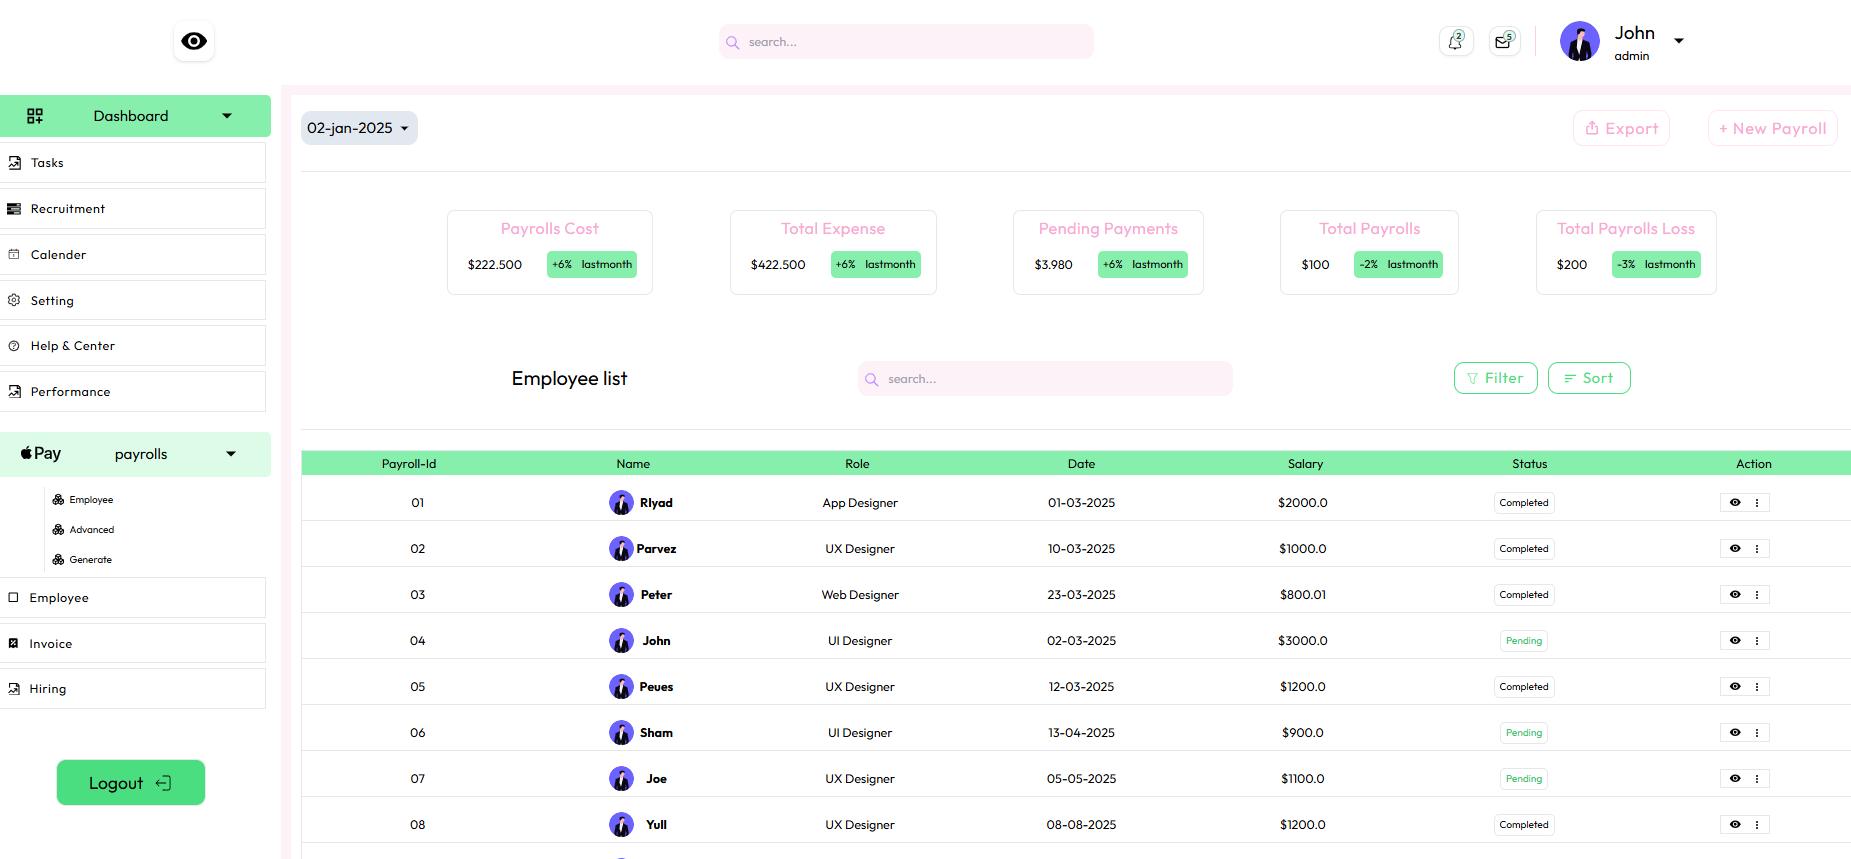 search...
2
5
John
admin
Dashboard
Tasks
Recruitment
Calender
Setting
Help & Center
Performance
Pay payrolls
Employee
Advanced
Generate
Employee
Invoice
Hiring
Logout
02-jan-2025
Export + New Payroll
Payrolls Cost
$222.500 +6% lastmonth
Total Expense
$422.500 +6% lastmonth
Pending Payments
$3.980 +6% lastmonth
Total Payrolls
$100 -2% lastmonth
Total Payrolls Loss
$200 -3% lastmonth
Employee list search... Filter Sort
Payroll-Id Name Role Date Salary Status Action
01 RIyad App Designer 01-03-2025 $2000.0 Completed
02 Parvez UX Designer 10-03-2025 $1000.0 Completed
03 Peter Web Designer 23-03-2025 $800.01 Completed
04 John UI Designer 02-03-2025 $3000.0 Pending
05 Peues UX Designer 12-03-2025 $1200.0 Completed
06 Sham UI Designer 13-04-2025 $900.0 Pending
07 Joe UX Designer 05-05-2025 $1100.0 Pending
08 Yull UX Designer 08-08-2025 $1200.0 Completed